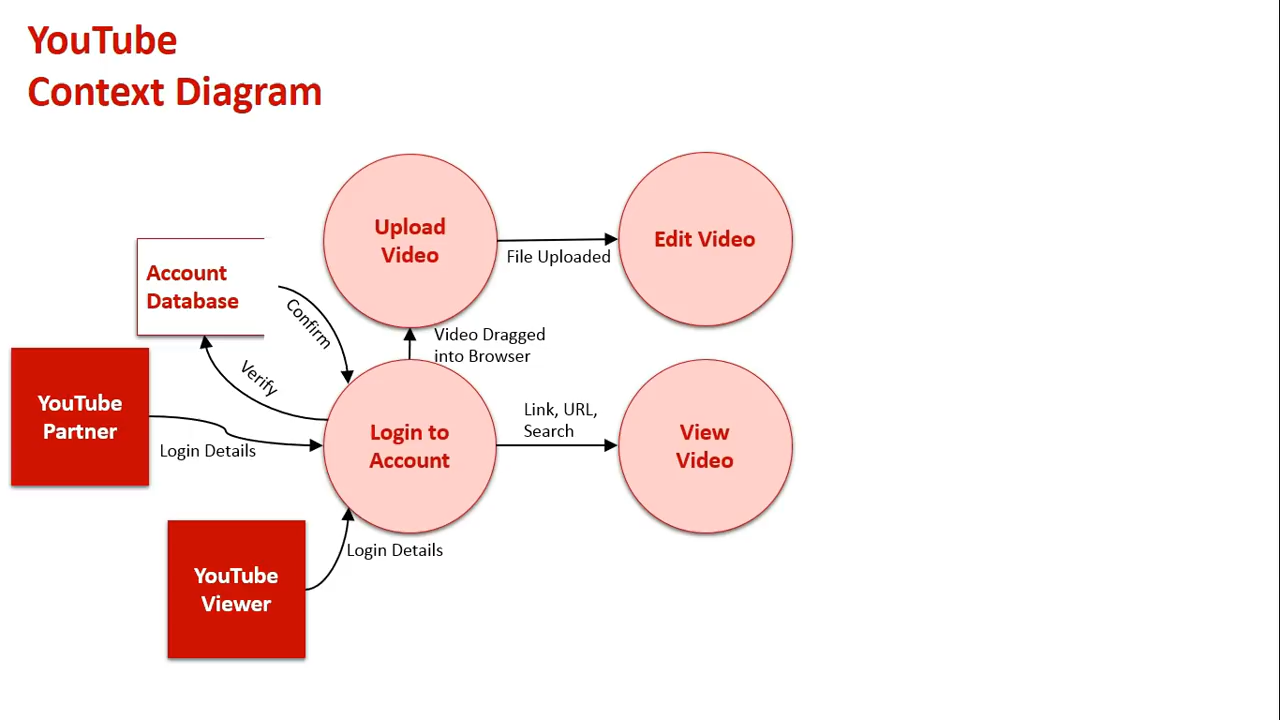 YouTube
Context Diagram
Upload
Video
Edit Video
File Uploaded
Account
Database
Confirm
Verify
Video Dragged
into Browser
YouTube
Partner
Login Details
Login to
Account
Link, URL,
Search
View
Video
YouTube
Viewer
Login Details